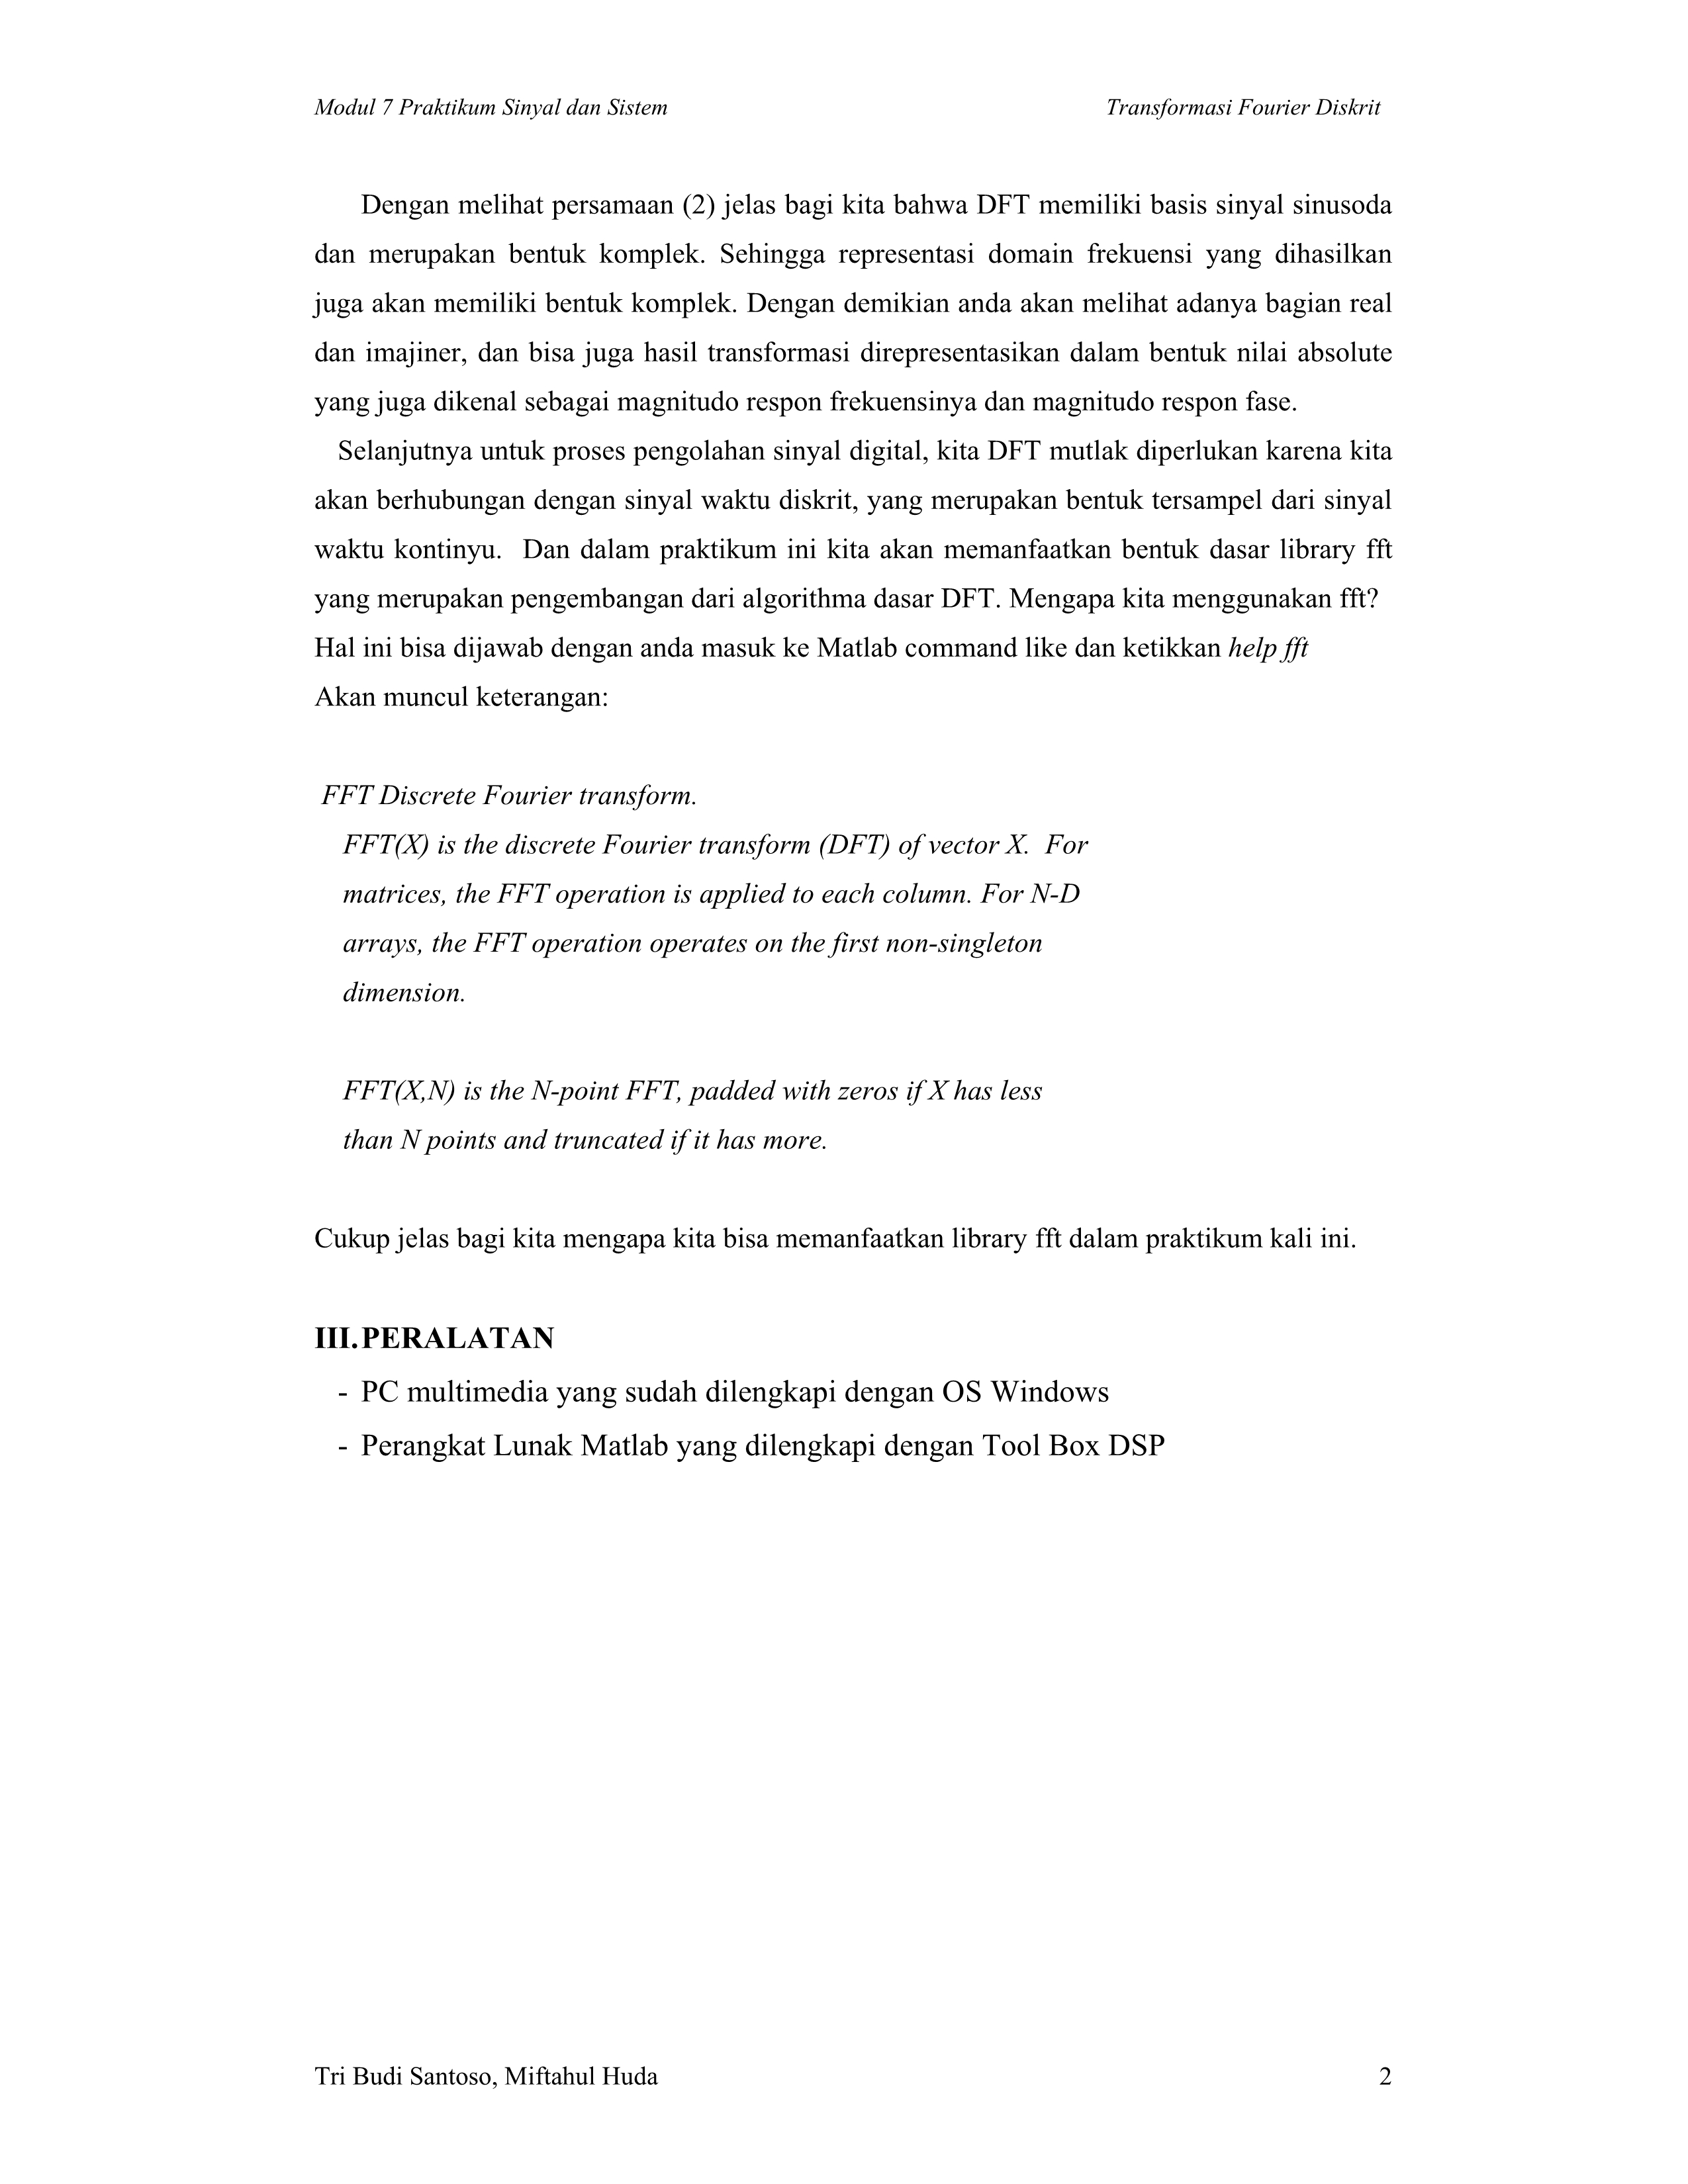 Modul 7 Praktikum Sinyal dan Sistem Transformasi Fourier Diskrit
Dengan melihat persamaan (2) jelas bagi kita bahwa DFT memiliki basis sinyal sinusoda
dan merupakan bentuk komplek. Sehingga representasi domain frekuensi yang dihasilkan
juga akan memiliki bentuk komplek. Dengan demikian anda akan melihat adanya bagian real
dan imajiner, dan bisa juga hasil transformasi direpresentasikan dalam bentuk nilai absolute
yang juga dikenal sebagai magnitudo respon frekuensinya dan magnitudo respon fase.
Selanjutnya untuk proses pengolahan sinyal digital, kita DFT mutlak diperlukan karena kita
akan berhubungan dengan sinyal waktu diskrit, yang merupakan bentuk tersampel dari sinyal
waktu kontinyu. Dan dalam praktikum ini kita akan memanfaatkan bentuk dasar library fft
yang merupakan pengembangan dari algorithma dasar DFT. Mengapa kita menggunakan fft?
Hal ini bisa dijawab dengan anda masuk ke Matlab command like dan ketikkan help fft
Akan muncul keterangan:
FFT Discrete Fourier transform.
FFT(X) is the discrete Fourier transform (DFT) of vector X. For
matrices, the FFT operation is applied to each column. For N-D
arrays, the FFT operation operates on the first non-singleton
dimension.
FFT(X,N) is the N-point FFT, padded with zeros if X has less
than N points and truncated if it has more.
Cukup jelas bagi kita mengapa kita bisa memanfaatkan library fft dalam praktikum kali ini.
III. PERALATAN
- PC multimedia yang sudah dilengkapi dengan OS Windows
- Perangkat Lunak Matlab yang dilengkapi dengan Tool Box DSP
Tri Budi Santoso, Miftahul Huda 2